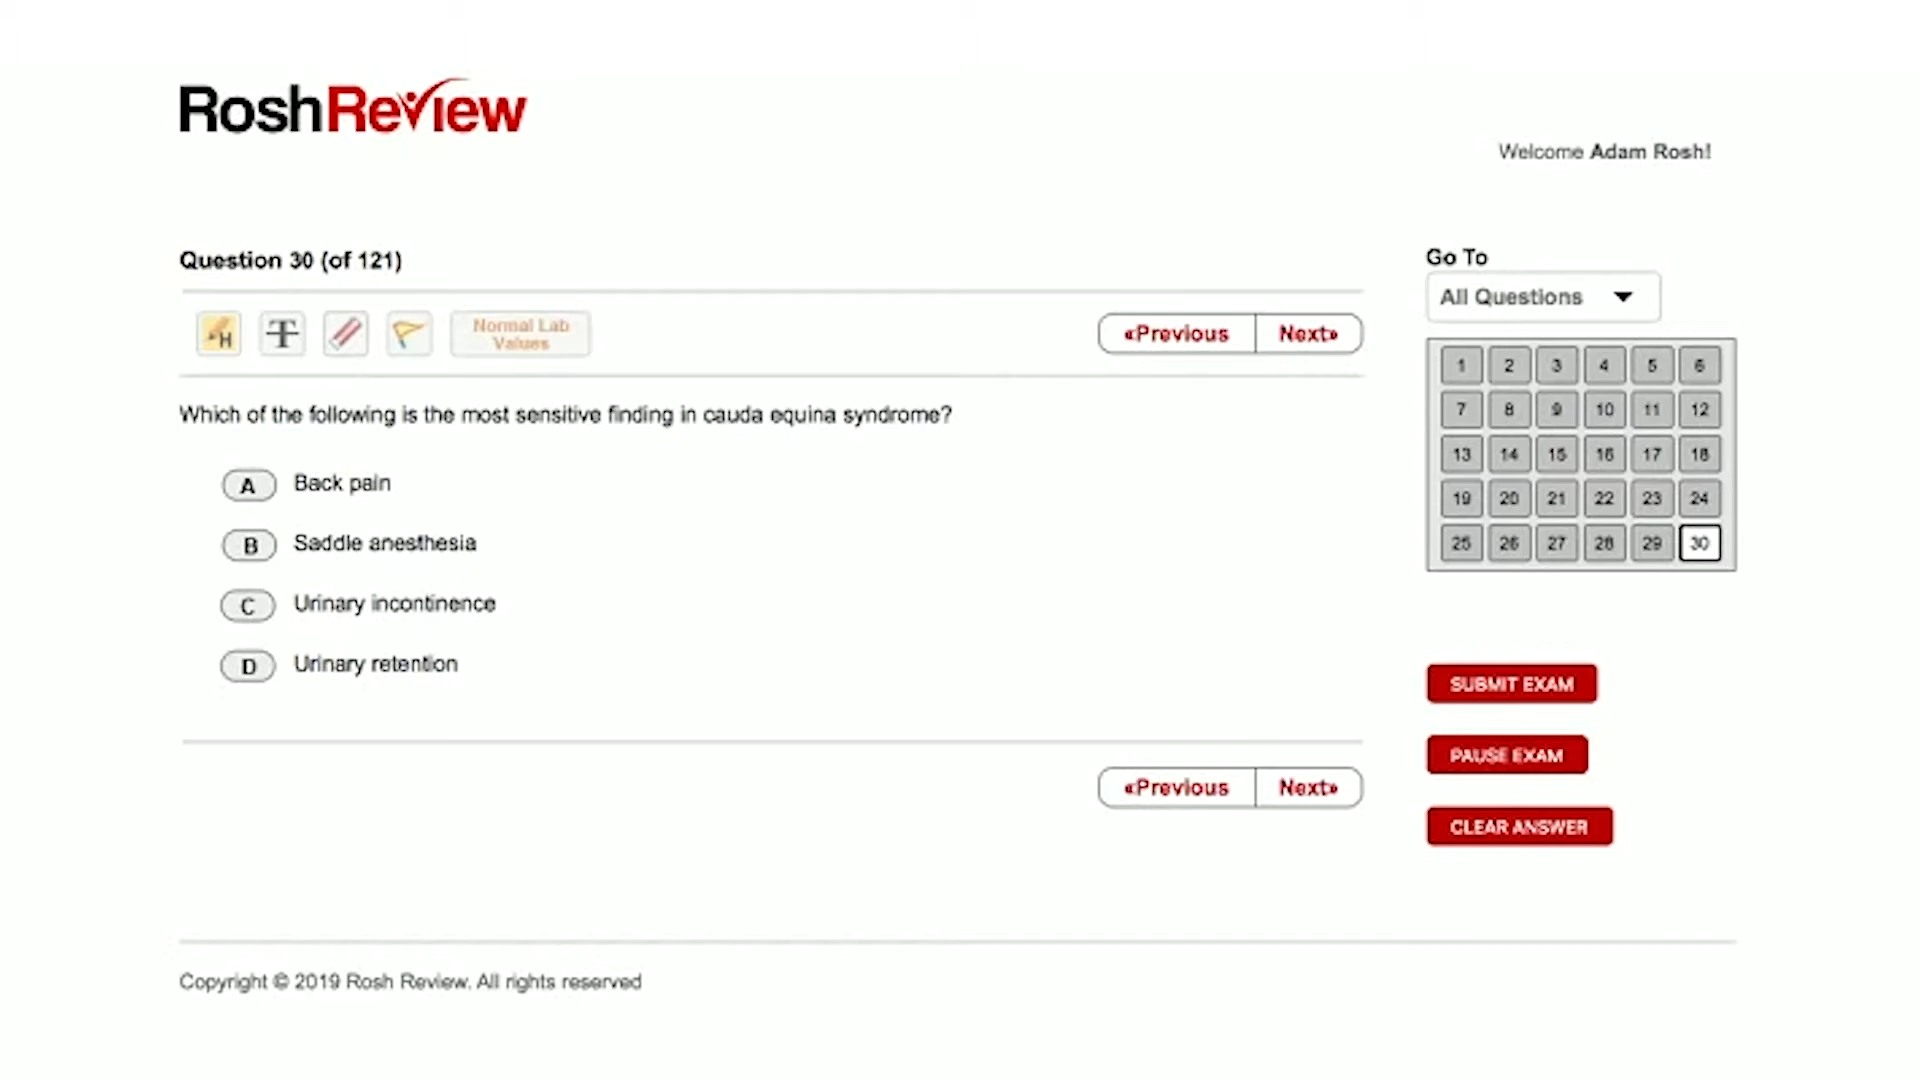 RoshReview
Welcome Adam Rosh!
Question 30 (of 121)
Go To
All Questions
H
T
Normal Lab
Values
«Previous
Next»
1 2 3 4 5 6
7 8 9 10 11 12
13 14 15 16 17 18
19 20 21 22 23 24
25 26 27 28 29 30
Which of the following is the most sensitive finding in cauda equina syndrome?
A Back pain
B Saddle anesthesia
C Urinary incontinence
D Urinary retention
SUBMIT EXAM
PAUSE EXAM
CLEAR ANSWER
«Previous
Next»
Copyright © 2019 Rosh Review. All rights reserved